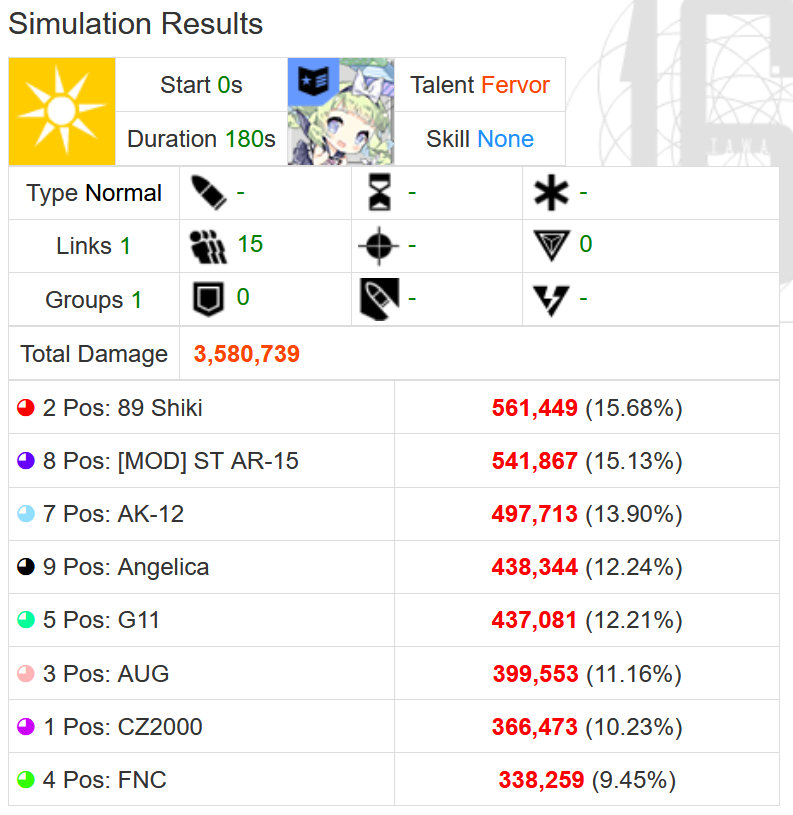 Simulation Results
Start 0s
Talent Fervor
Duration 180s
Skill None
Type Normal - - -
Links 1 15 - 0
Groups 1 0 - -
Total Damage 3,580,739
2 Pos: 89 Shiki 561,449 (15.68%)
8 Pos: [MOD] ST AR-15 541,867 (15.13%)
7 Pos: AK-12 497,713 (13.90%)
9 Pos: Angelica 438,344 (12.24%)
5 Pos: G11 437,081 (12.21%)
3 Pos: AUG 399,553 (11.16%)
1 Pos: CZ2000 366,473 (10.23%)
4 Pos: FNC 338,259 (9.45%)